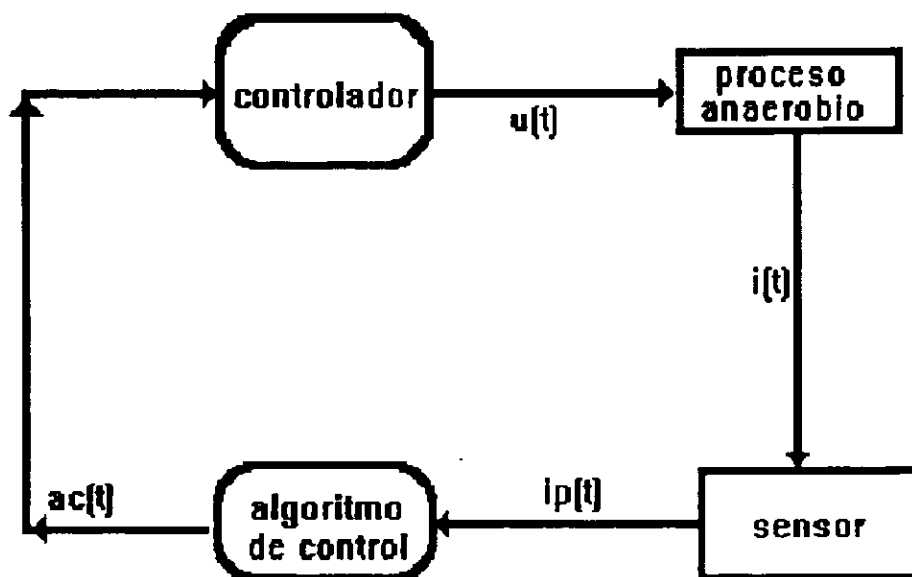 controlador
proceso
anaerobio
u(t)
i(t)
ac(t)
algoritmo
de control
ip(t)
sensor